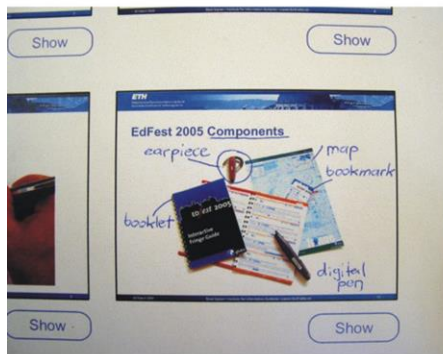 Show
Show
ETH
EdFest 2005 Components
earpiece
map
bookmark
booklet
EdFest 2005
Interactive
Fringe Guide
digital
pen
Show
Show